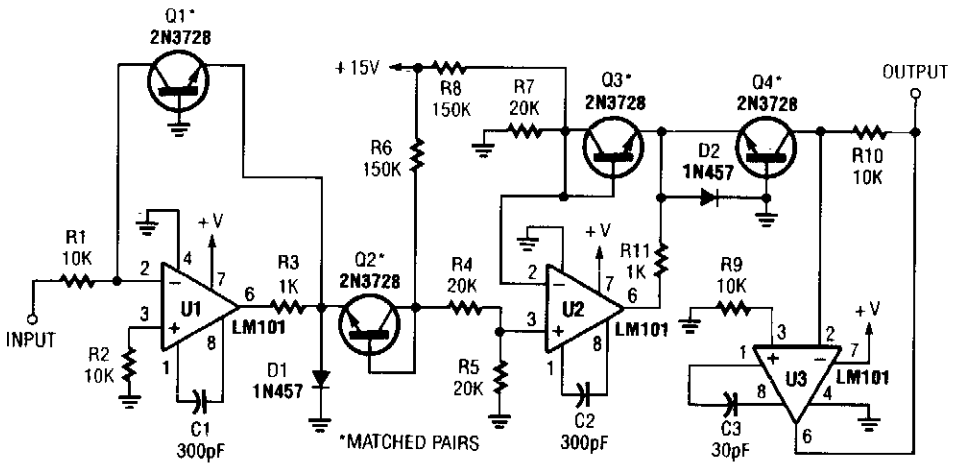 Q1*
2N3728
+15V
R8
150K
R7
20K
Q3*
2N3728
Q4*
2N3728
OUTPUT
R6
150K
D2
1N457
R10
10K
R1
10K
+V
4
2
7
R3
1K
Q2*
2N3728
R4
20K
+V
4
2
7
R11
1K
R9
10K
+V
INPUT
3
U1
6
LM101
8
1
R2
10K
3
U2
6
LM101
8
1
3
2
7
LM101
1
U3
8
4
6
D1
1N457
R5
20K
C1
300pF
*MATCHED PAIRS
C2
300pF
C3
30pF